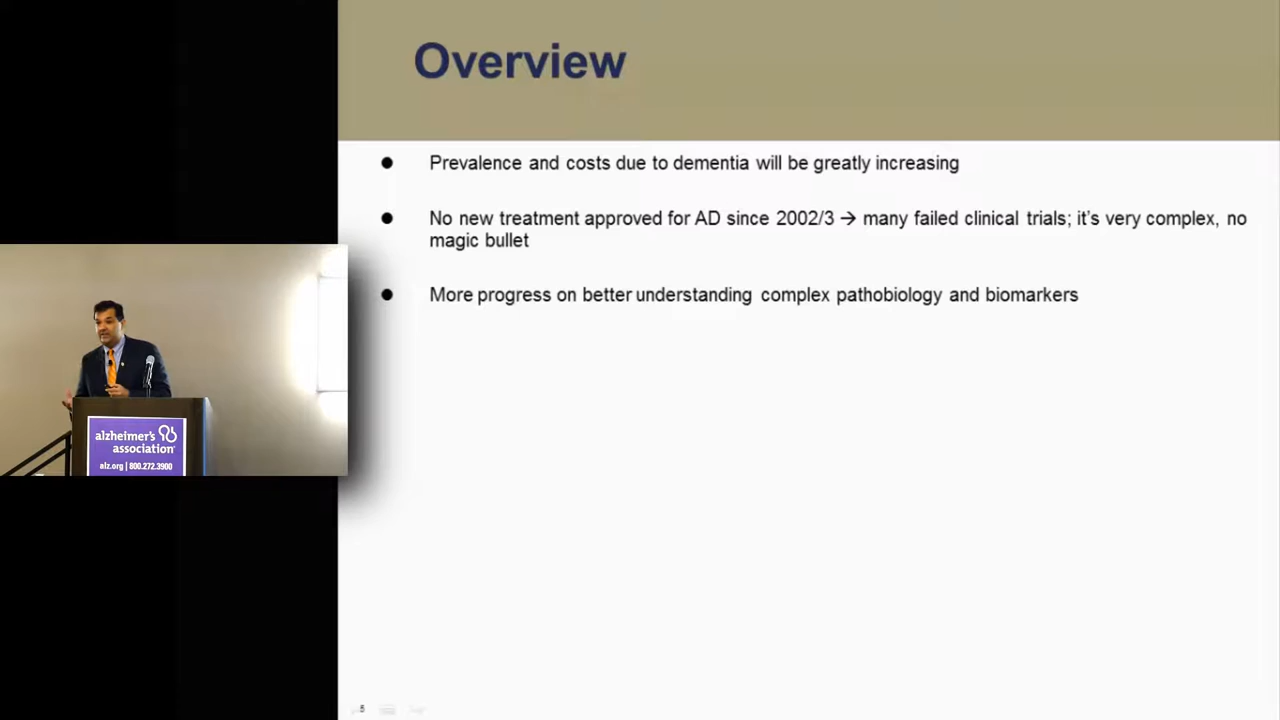 Overview
● Prevalence and costs due to dementia will be greatly increasing
● No new treatment approved for AD since 2002/3 → many failed clinical trials; it's very complex, no
magic bullet
● More progress on better understanding complex pathobiology and biomarkers
alzheimer's
association®
alz.org | 800.272.3900
5